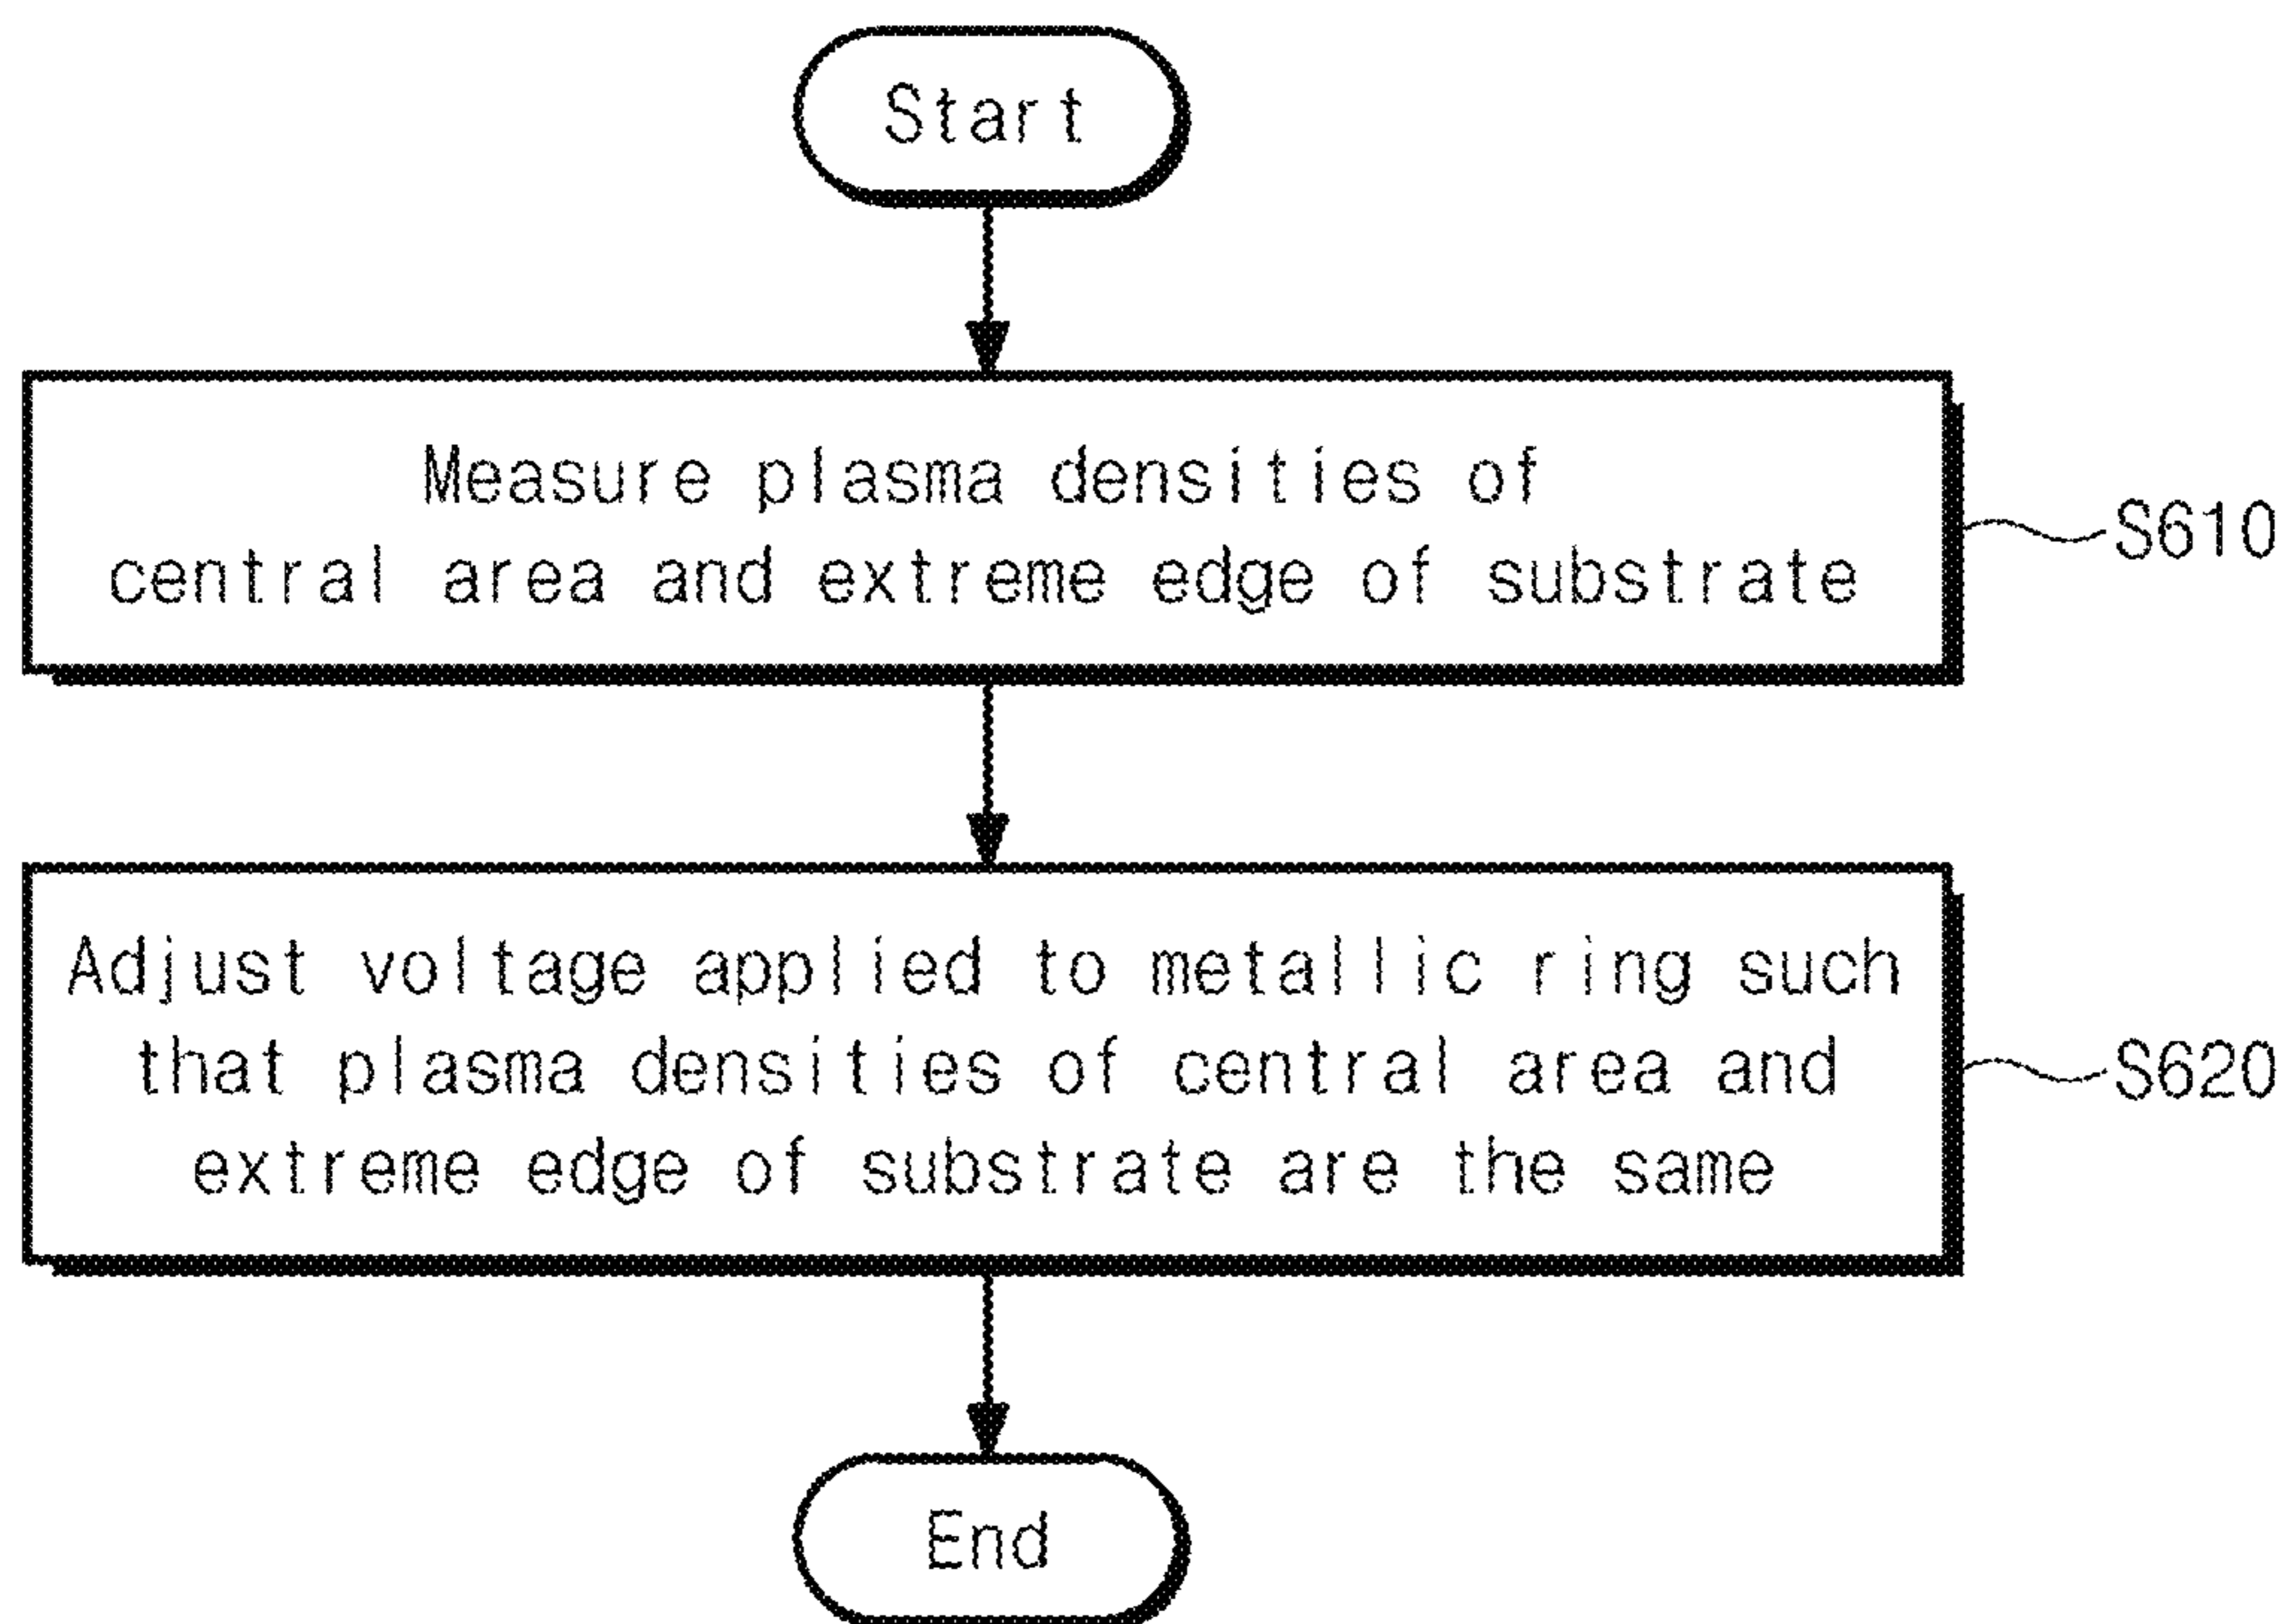 Start
Measure plasma densities of
central area and extreme edge of substrate
S610
Adjust voltage applied to metallic ring such
that plasma densities of central area and
extreme edge of substrate are the same
S620
End